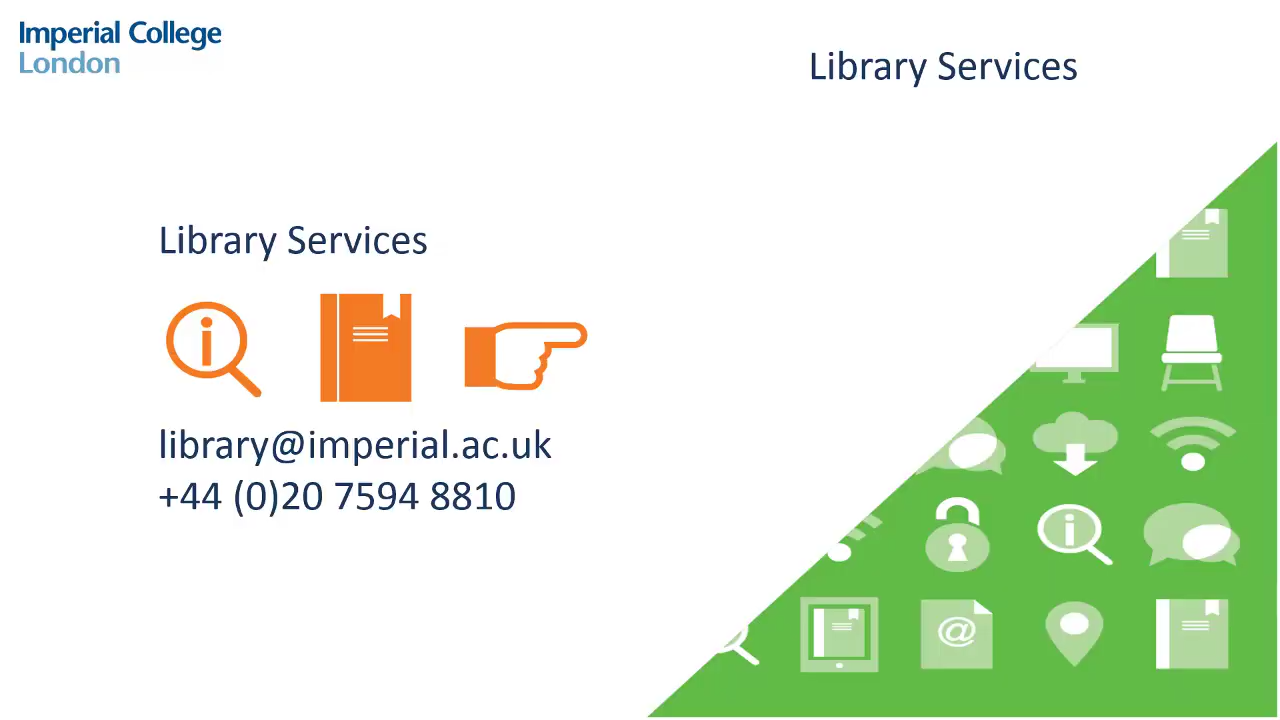 Imperial College
London
Library Services
Library Services
library@imperial.ac.uk
+44 (0)20 7594 8810